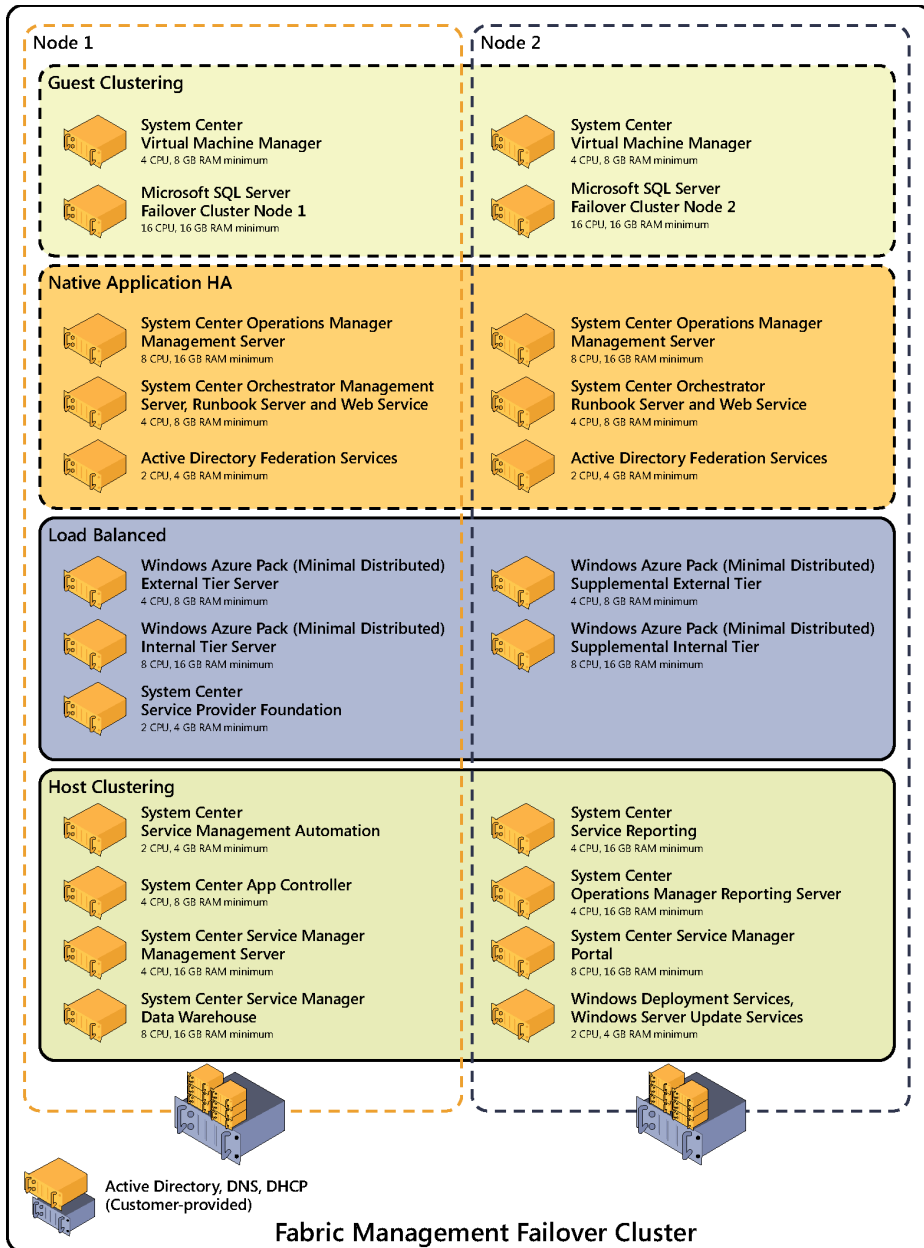 Node 1
Node 2
Guest Clustering
System Center
Virtual Machine Manager
4 CPU, 8 GB RAM minimum
Microsoft SQL Server
Failover Cluster Node 1
16 CPU, 16 GB RAM minimum
System Center
Virtual Machine Manager
4 CPU, 8 GB RAM minimum
Microsoft SQL Server
Failover Cluster Node 2
16 CPU, 16 GB RAM minimum
Native Application HA
System Center Operations Manager
Management Server
8 CPU, 16 GB RAM minimum
System Center Orchestrator Management
Server, Runbook Server and Web Service
4 CPU, 8 GB RAM minimum
Active Directory Federation Services
2 CPU, 4 GB RAM minimum
System Center Operations Manager
Management Server
8 CPU, 16 GB RAM minimum
System Center Orchestrator
Runbook Server and Web Service
4 CPU, 8 GB RAM minimum
Active Directory Federation Services
2 CPU, 4 GB RAM minimum
Load Balanced
Windows Azure Pack (Minimal Distributed)
External Tier Server
4 CPU, 8 GB RAM minimum
Windows Azure Pack (Minimal Distributed)
Internal Tier Server
8 CPU, 16 GB RAM minimum
System Center
Service Provider Foundation
2 CPU, 4 GB RAM minimum
Windows Azure Pack (Minimal Distributed)
Supplemental External Tier
4 CPU, 8 GB RAM minimum
Windows Azure Pack (Minimal Distributed)
Supplemental Internal Tier
8 CPU, 16 GB RAM minimum
Host Clustering
System Center
Service Management Automation
2 CPU, 4 GB RAM minimum
System Center App Controller
4 CPU, 8 GB RAM minimum
System Center Service Manager
Management Server
4 CPU, 16 GB RAM minimum
System Center Service Manager
Data Warehouse
8 CPU, 16 GB RAM minimum
System Center
Service Reporting
4 CPU, 16 GB RAM minimum
System Center
Operations Manager Reporting Server
4 CPU, 16 GB RAM minimum
System Center Service Manager
Portal
8 CPU, 16 GB RAM minimum
Windows Deployment Services,
Windows Server Update Services
2 CPU, 4 GB RAM minimum
Active Directory, DNS, DHCP
(Customer-provided)
Fabric Management Failover Cluster